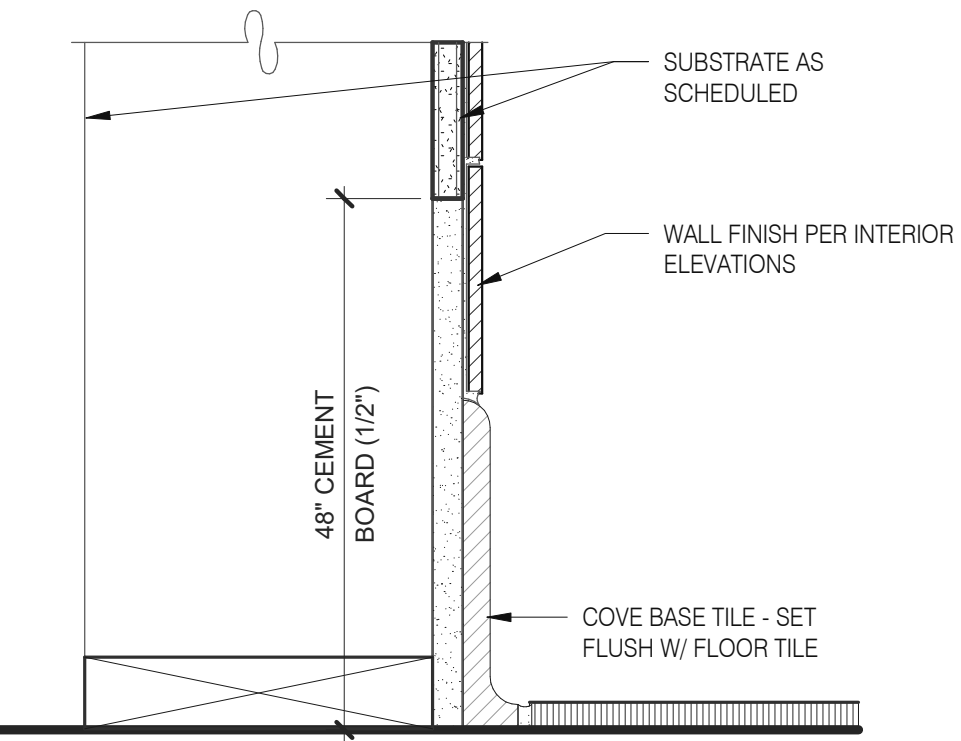 SUBSTRATE AS
SCHEDULED
WALL FINISH PER INTERIOR
ELEVATIONS
48" CEMENT
BOARD (1/2")
COVE BASE TILE - SET
FLUSH W/ FLOOR TILE